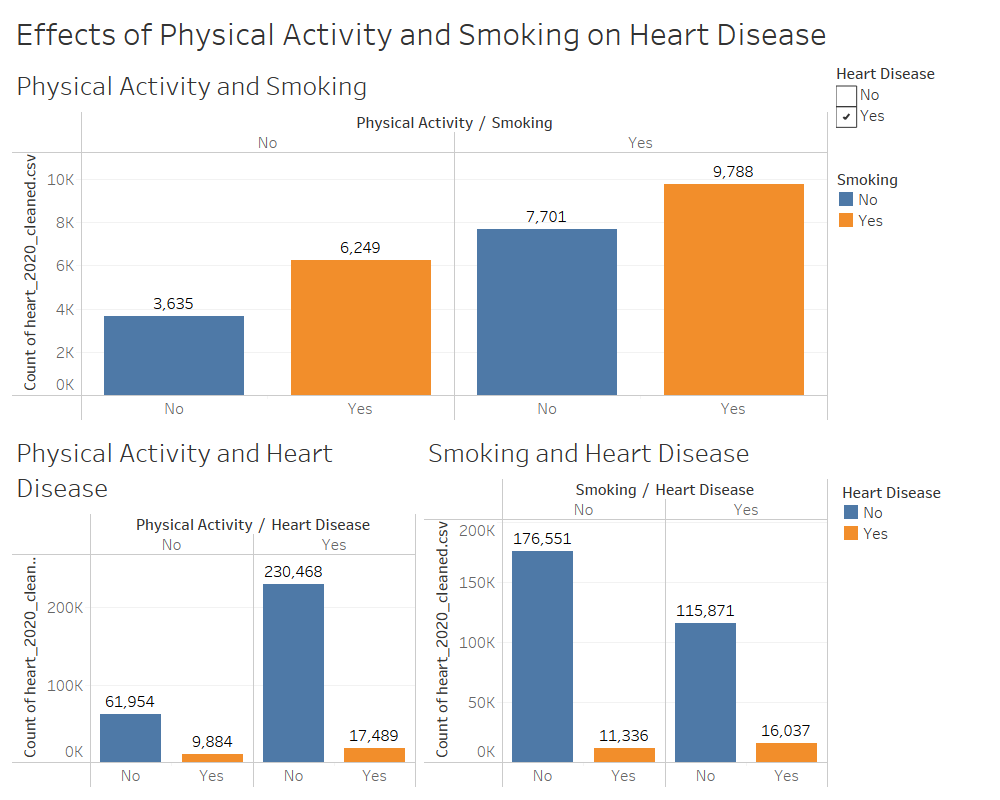 Effects of Physical Activity and Smoking on Heart Disease
Physical Activity and Smoking
Physical Activity / Smoking
No
Yes
Count of heart_2020_cleaned.csv
10K
8K
6K
4K
2K
0K
3,635
6,249
7,701
9,788
No
Yes
No
Yes
Heart Disease
No
Yes
Smoking
No
Yes
Physical Activity and Heart
Disease
Physical Activity / Heart Disease
No
Yes
Count of heart_2020_clean..
200K
100K
0K
61,954
9,884
230,468
17,489
No
Yes
No
Yes
Smoking and Heart Disease
Smoking / Heart Disease
No
Yes
Count of heart_2020_cleaned.csv
200K
150K
100K
50K
0K
176,551
11,336
115,871
16,037
No
Yes
No
Yes
Heart Disease
No
Yes